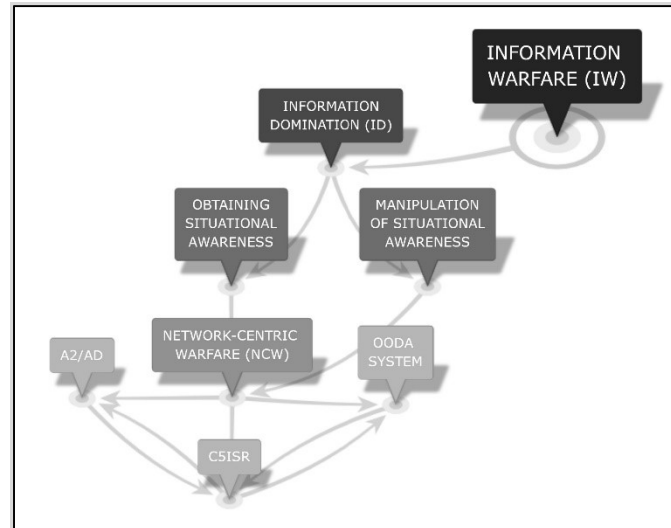 INFORMATION
WARFARE (IW)
INFORMATION
DOMINATION (ID)
OBTAINING
SITUATIONAL
AWARENESS
MANIPULATION
OF SITUATIONAL
AWARENESS
NETWORK-CENTRIC
WARFARE (NCW)
A2/AD
OODA
SYSTEM
C5ISR